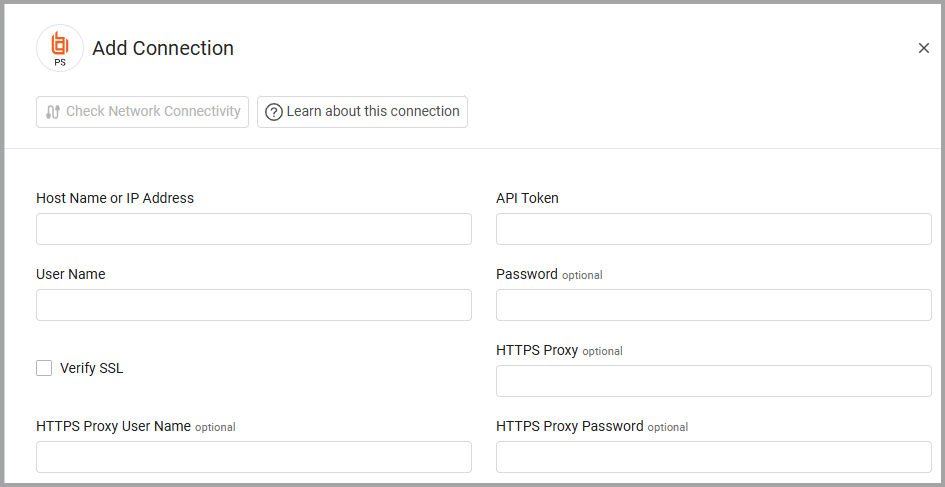 PS
Add Connection
Check Network Connectivity
Learn about this connection
Host Name or IP Address
API Token
User Name
Password optional
Verify SSL
HTTPS Proxy optional
HTTPS Proxy User Name optional
HTTPS Proxy Password optional